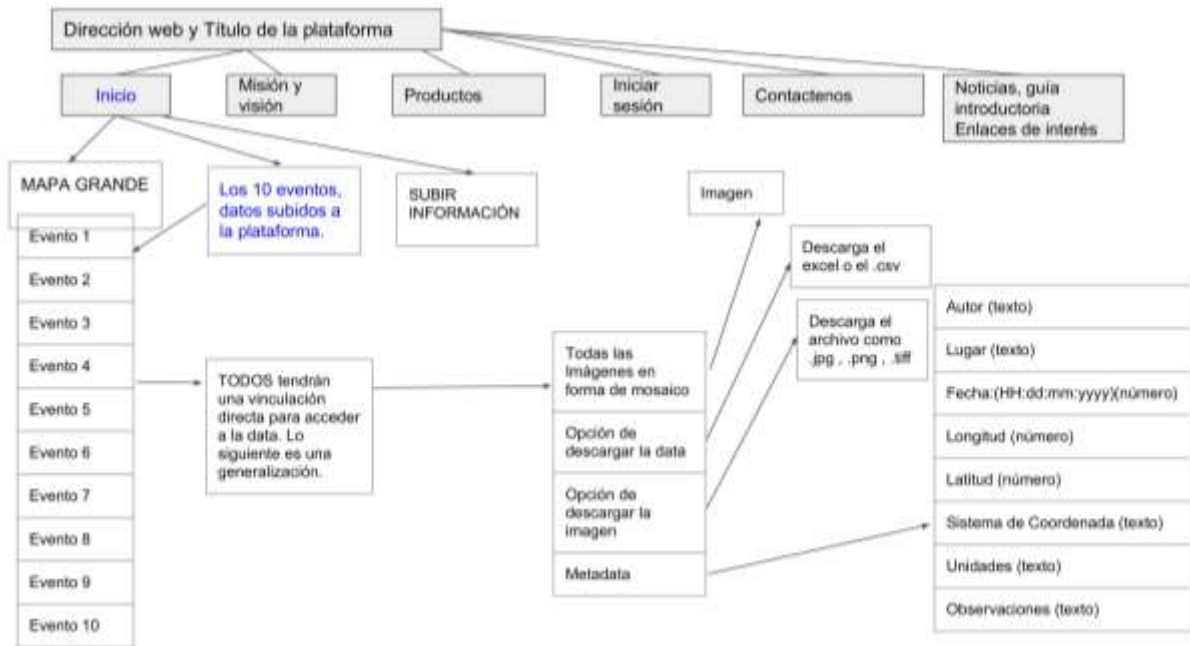 Dirección web y Título de la plataforma
Inicio
Misión y
visión
Productos
Iniciar
sesión
Contactenos
Noticias, guía
introductoria
Enlaces de interés
MAPA GRANDE
Los 10 eventos,
datos subidos a
la plataforma.
SUBIR
INFORMACIÓN
Evento 1
Evento 2
Evento 3
Evento 4
Evento 5
Evento 6
Evento 7
Evento 8
Evento 9
Evento 10
TODOS tendrán
una vinculación
directa para acceder
a la data. Lo
siguiente es una
generalización.
Todas las
Imágenes en
forma de mosaico
Opción de
descargar la data
Opción de
descargar la
imagen
Metadata
Imagen
Descarga el
excel o el .csv
Descarga el
archivo como
.jpg , .png , .tiff
Autor (texto)
Lugar (texto)
Fecha:(HH:dd:mm:yyyy)(número)
Longitud (número)
Latitud (número)
Sistema de Coordenada (texto)
Unidades (texto)
Observaciones (texto)